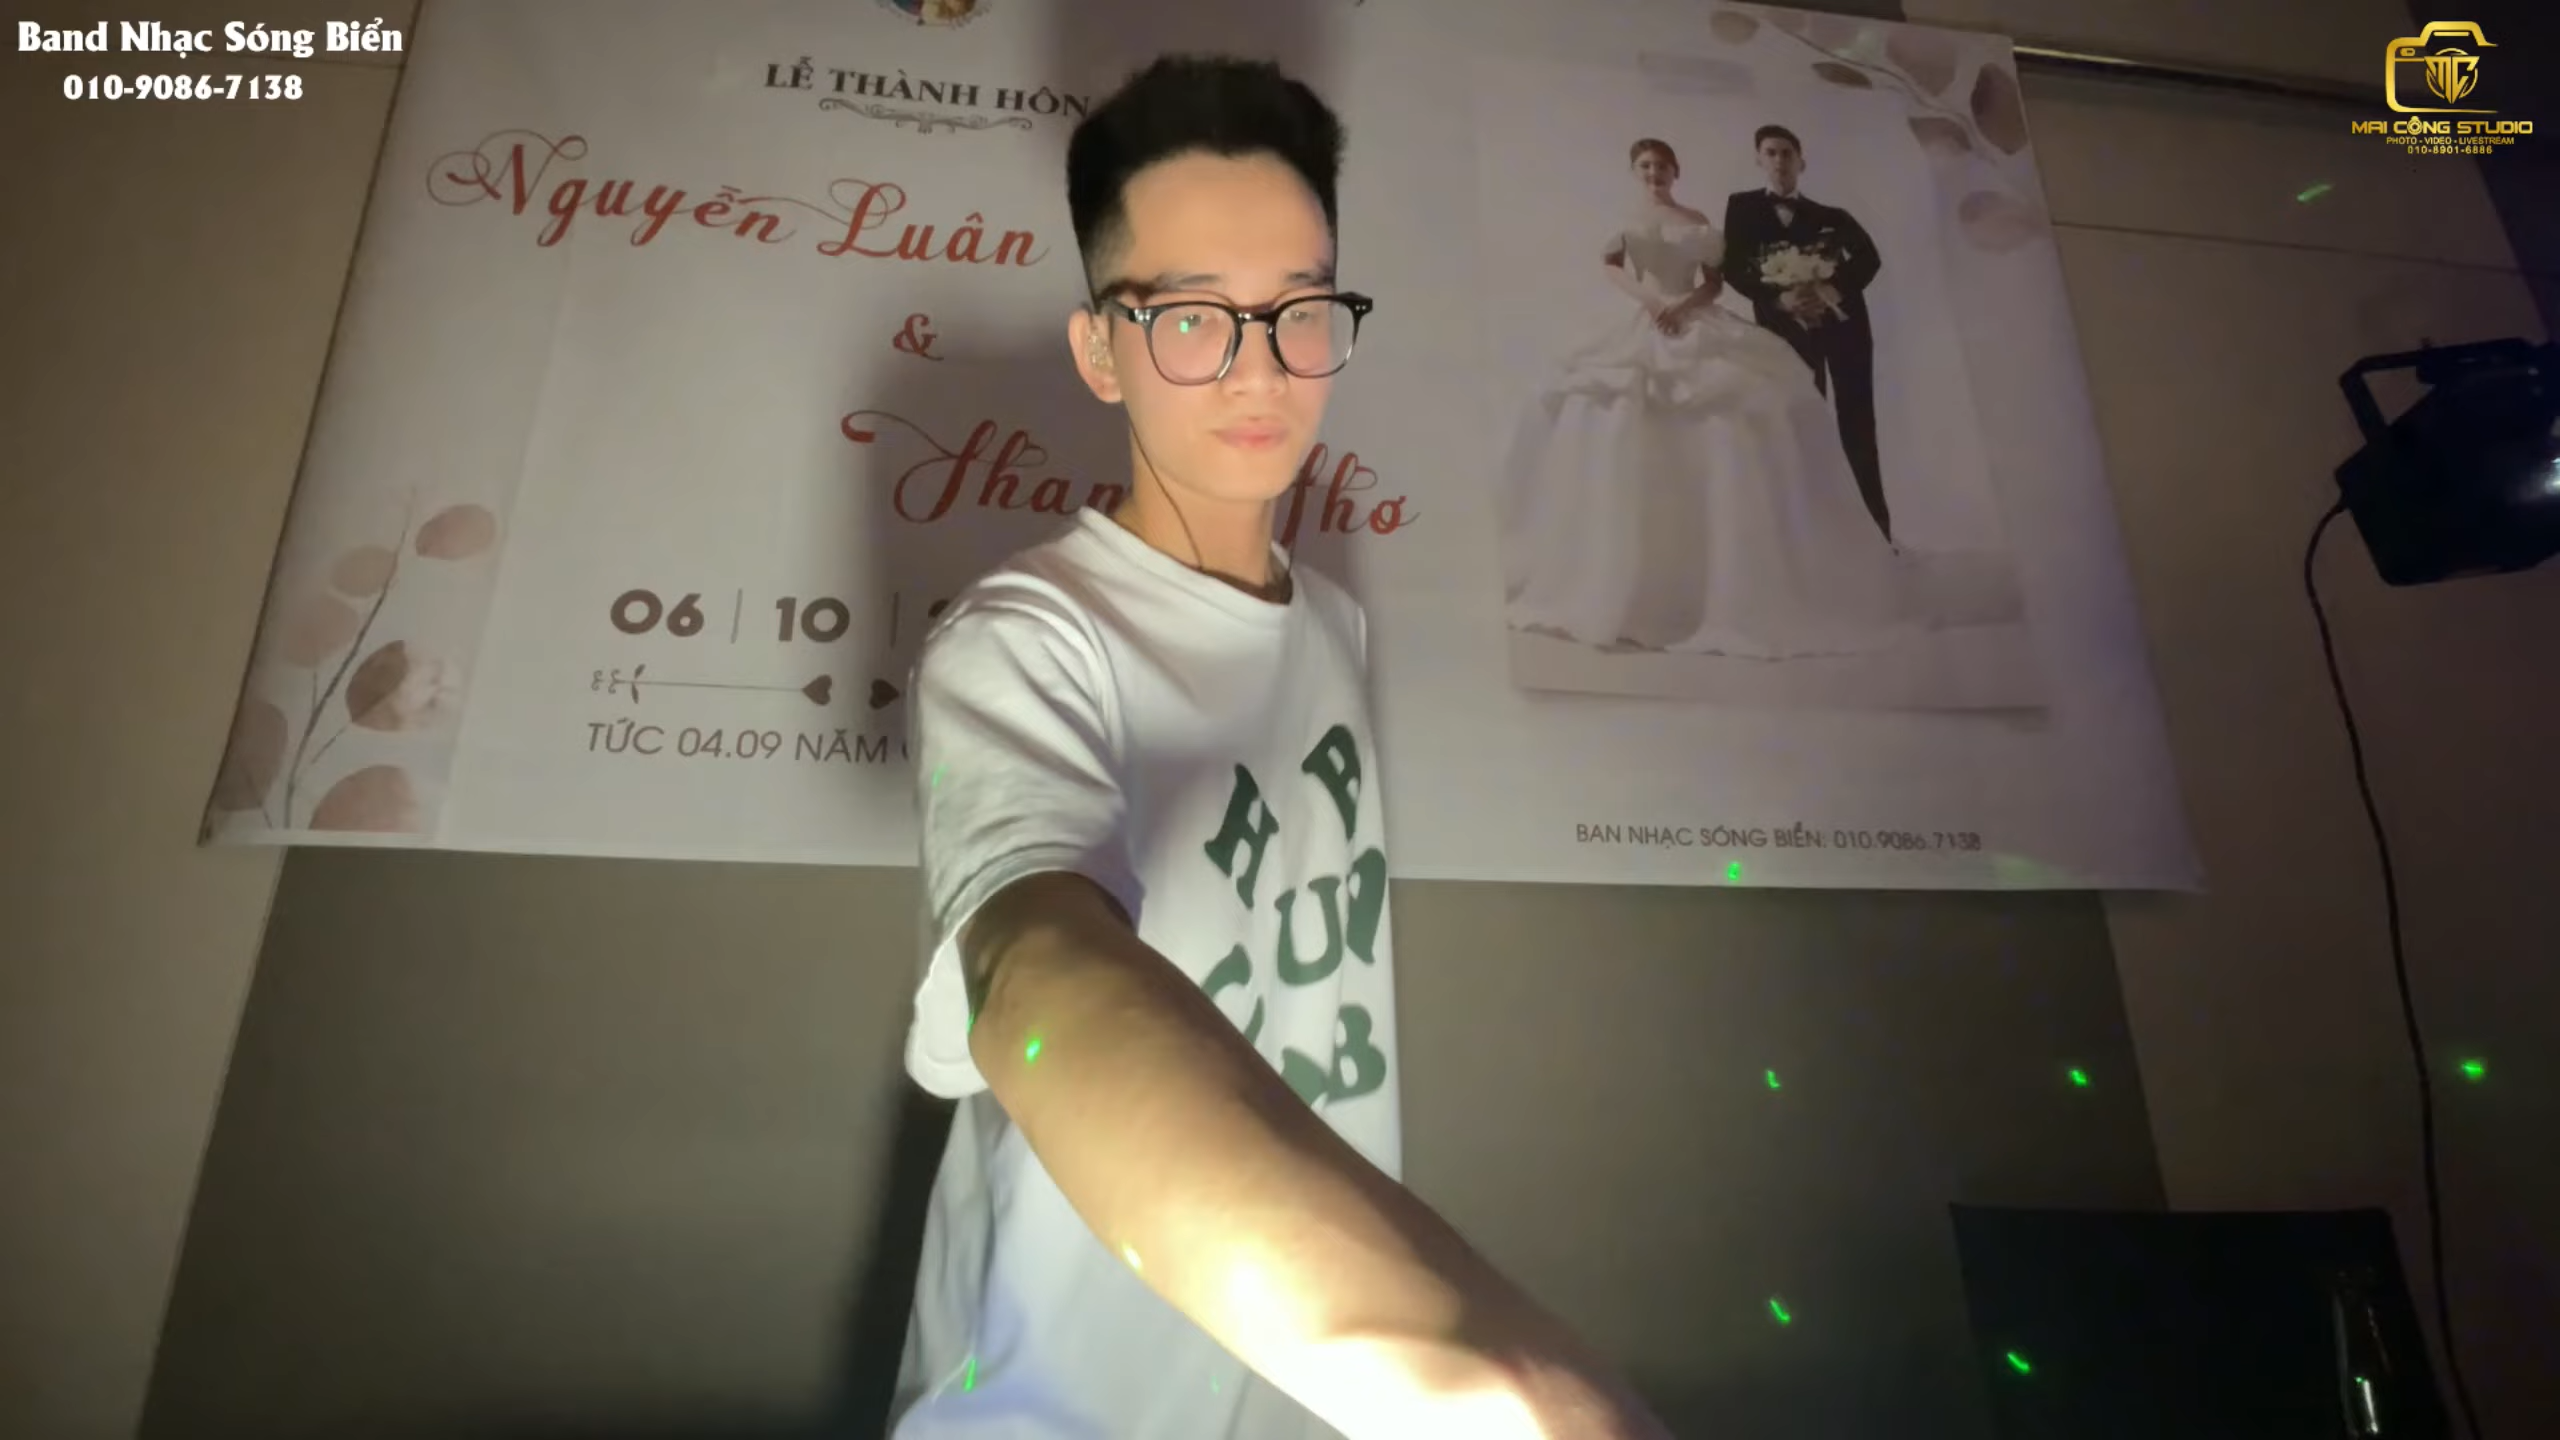 Band Nhạc Sóng Biển
010-9086-7138
MAI CÔNG STUDIO
PHOTO - VIDEO - LIVESTREAM
010-8901-6886
LỄ THÀNH HÔN
Nguyễn Luân
&
Thơ
06 | 10 |
TỨC 04.09 NĂM
BAN NHẠC SÓNG BIỂN: 010.9086.7138
H B
U
C
B